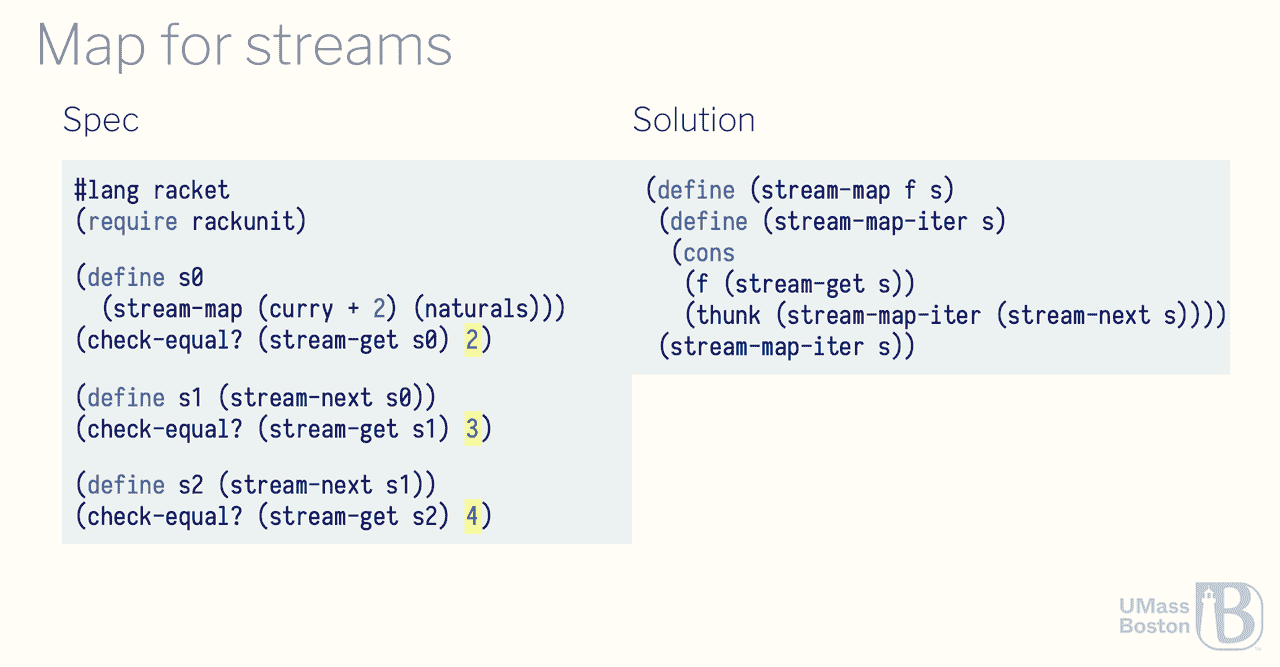 Map for streams
Spec
#lang racket
(require rackunit)
(define s0
(stream-map (curry + 2) (naturals)))
(check-equal? (stream-get s0) 2)
(define s1 (stream-next s0))
(check-equal? (stream-get s1) 3)
(define s2 (stream-next s1))
(check-equal? (stream-get s2) 4)
Solution
(define (stream-map f s)
(define (stream-map-iter s)
(cons
(f (stream-get s))
(thunk (stream-map-iter (stream-next s))))
(stream-map-iter s))
UMass
Boston
B